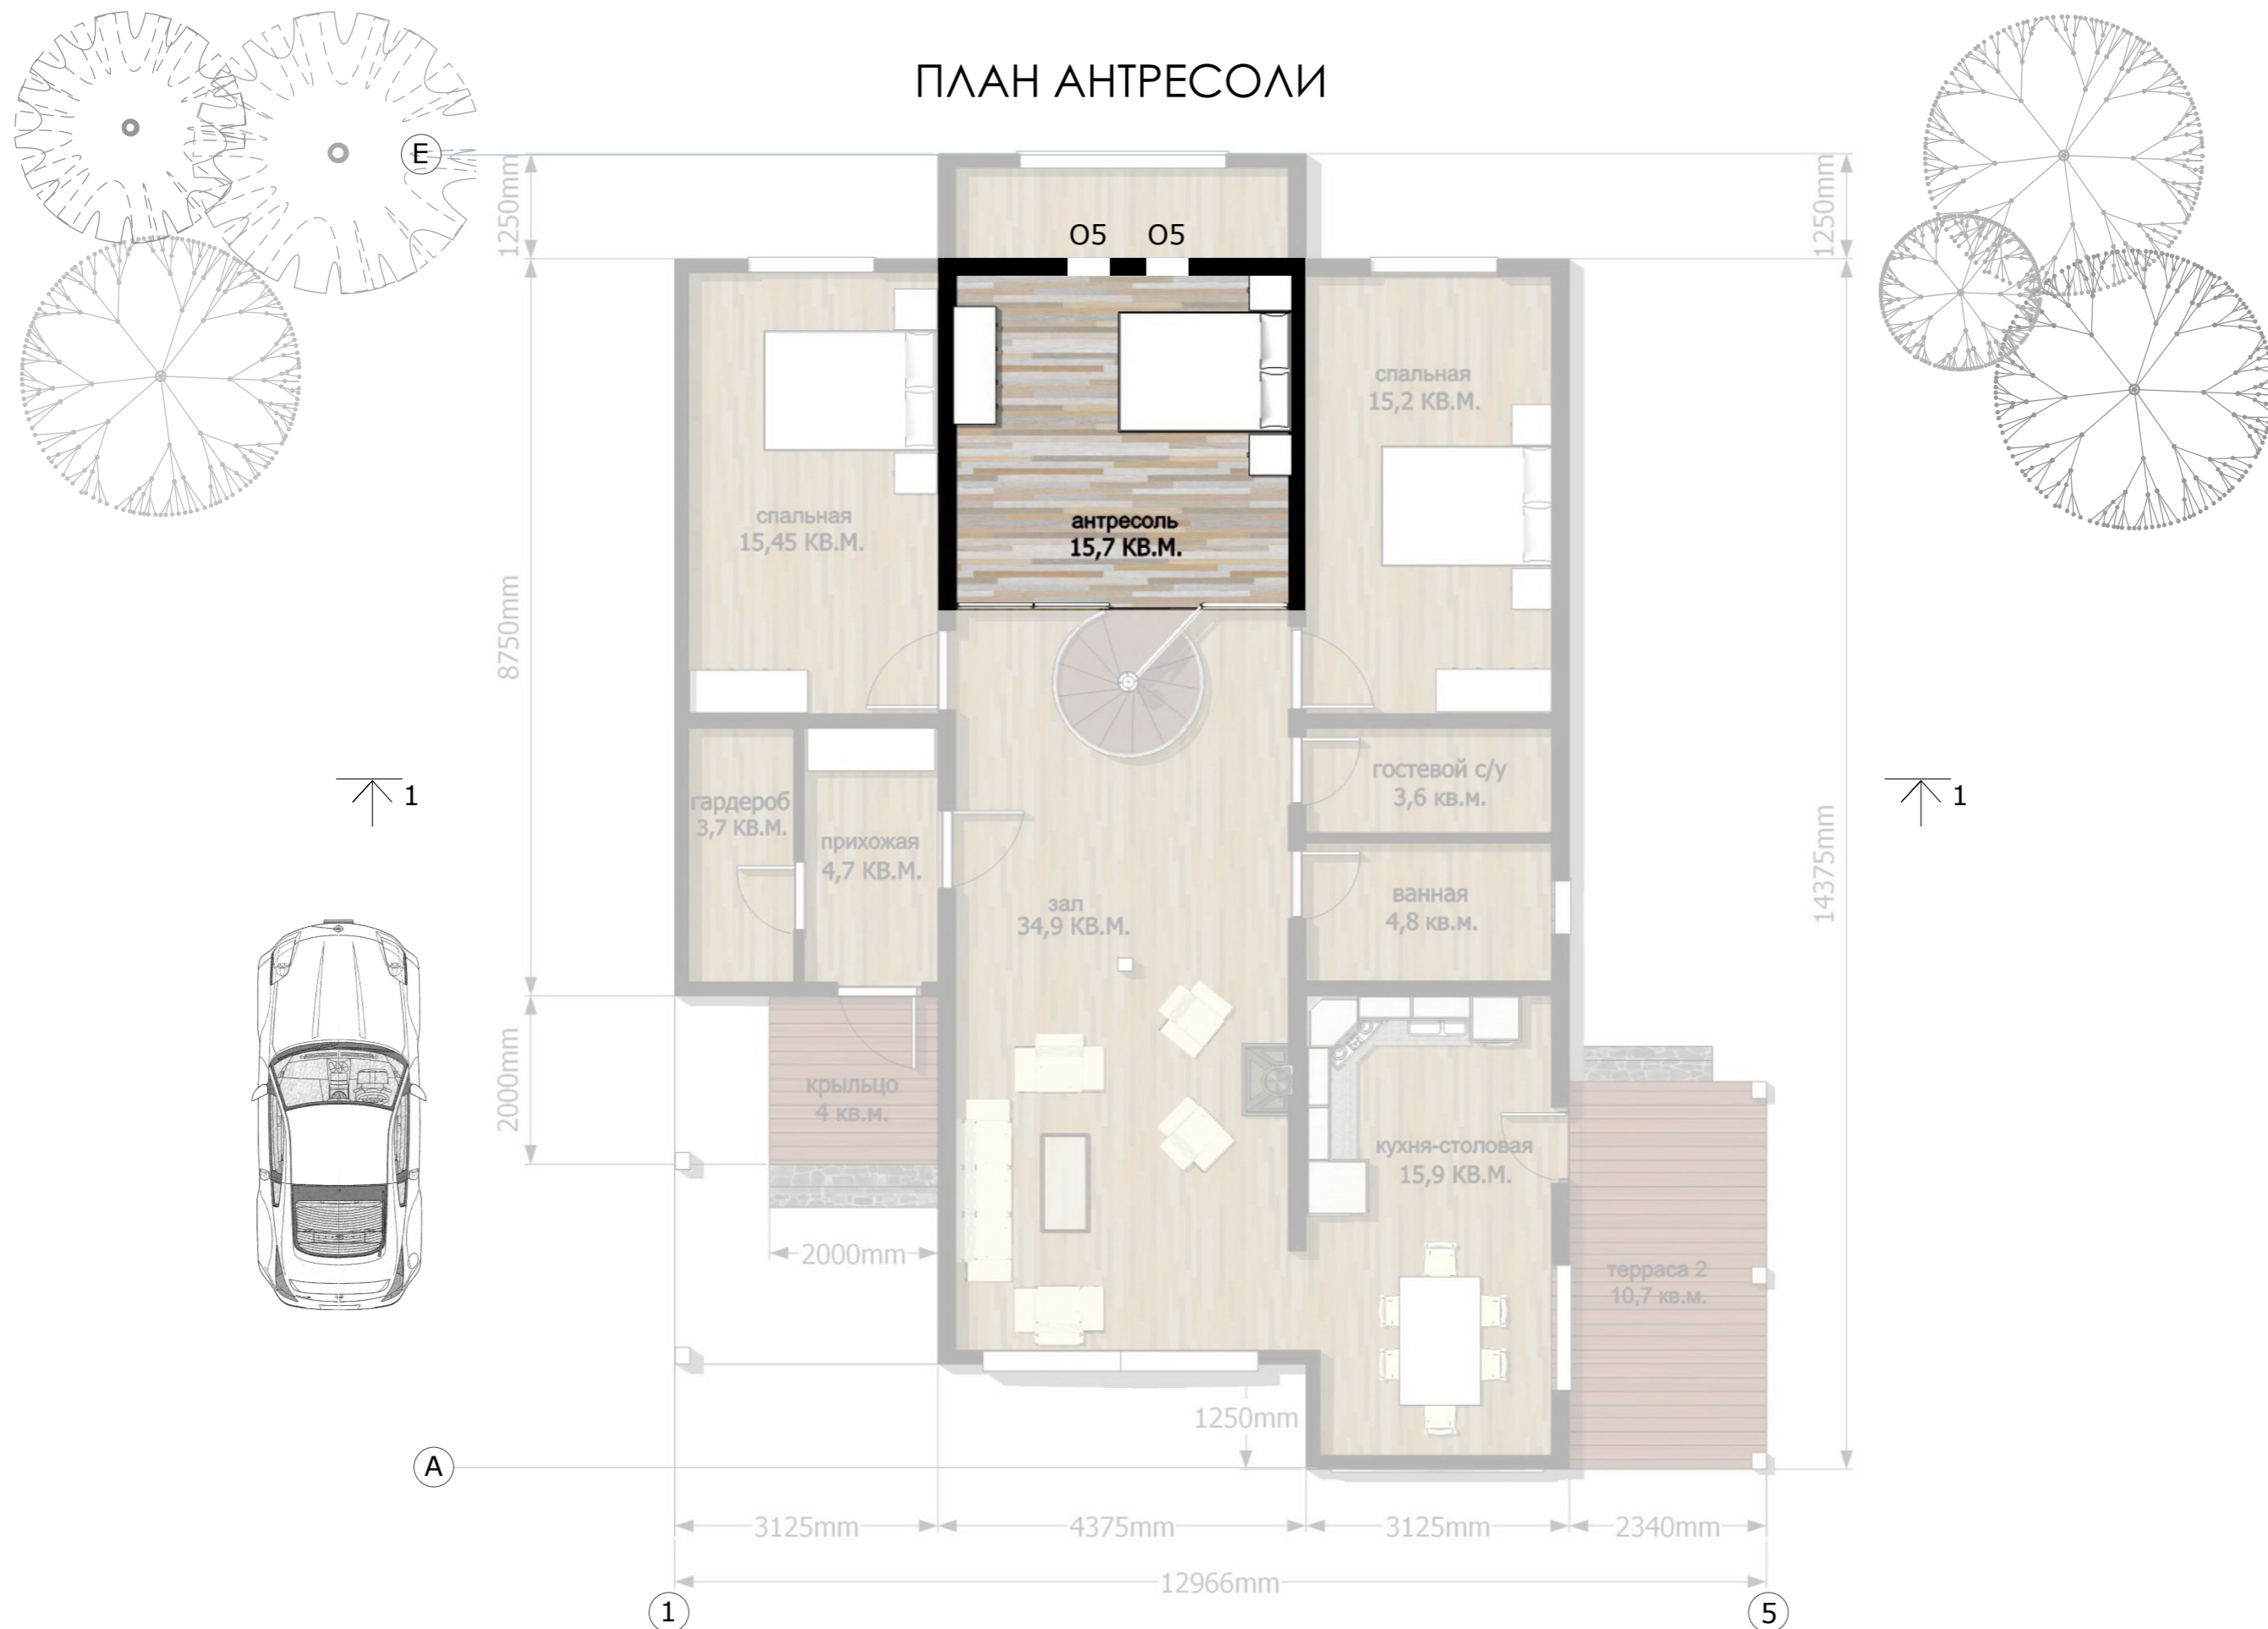 ПЛАН АНТРЕСОЛИ
Е
1250mm
1250mm
О5 О5
спальная
15,2 КВ.М.
спальная
15,45 КВ.М.
антресоль
15,7 КВ.М.
8750mm
1
гардероб
3,7 КВ.М.
прихожая
4,7 КВ.М.
гостевой с/у
3,6 кв.м.
1
14375mm
зал
34,9 КВ.М.
ванная
4,8 кв.м.
2000mm
крыльцо
4 кв.м.
кухня-столовая
15,9 КВ.М.
2000mm
терраса 2
10,7 кв.м.
1250mm
А
3125mm
4375mm
3125mm
2340mm
12966mm
1
5